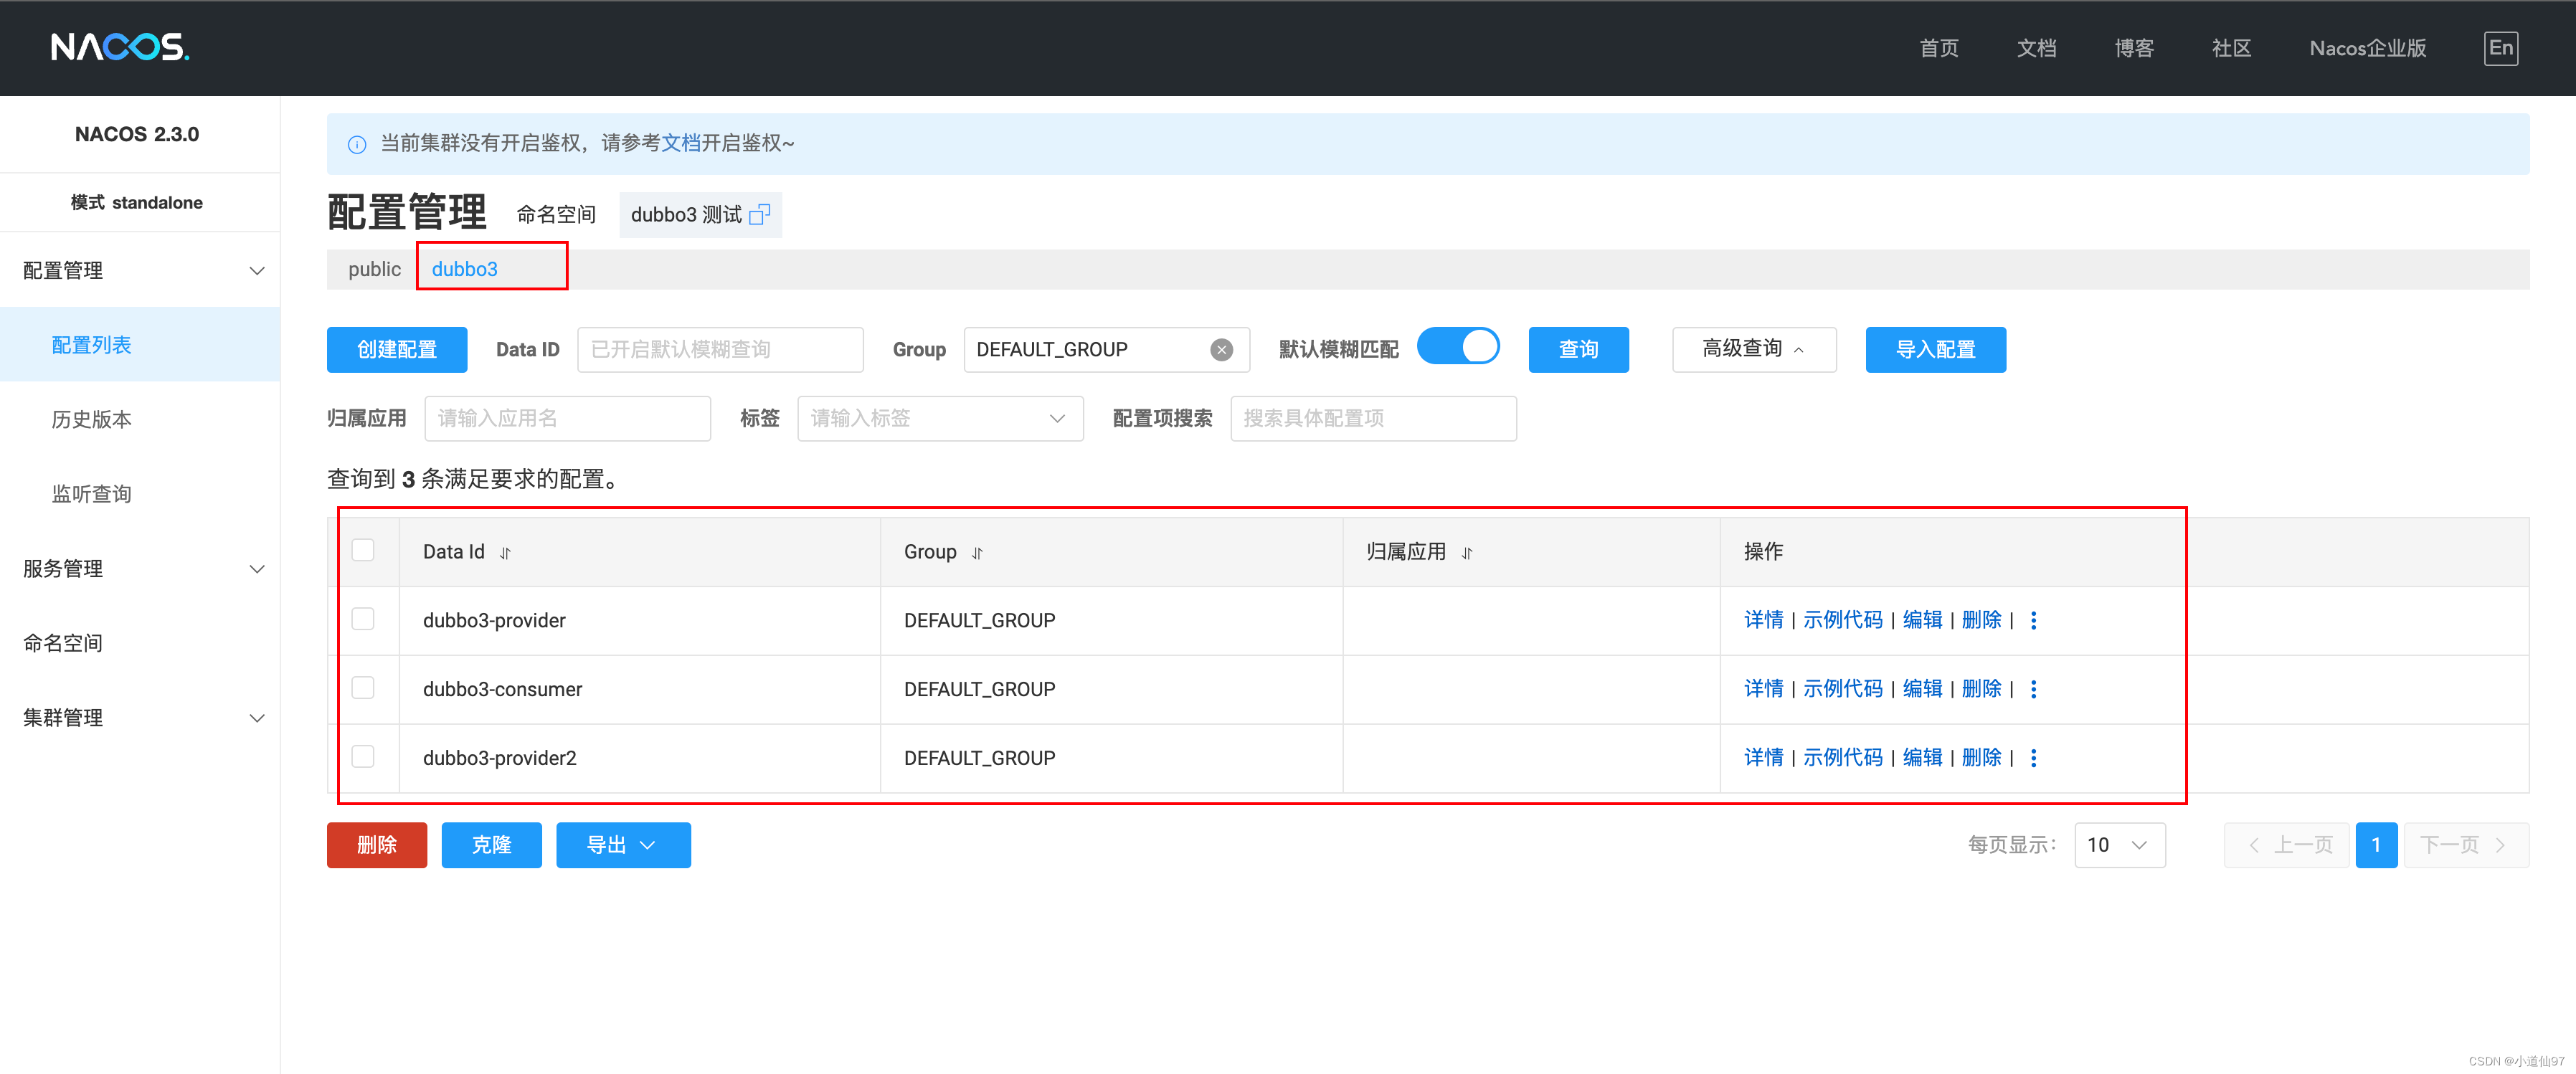 NACOS.
首页 文档 博客 社区 Nacos企业版 En
NACOS 2.3.0
模式 standalone
配置管理
配置列表
历史版本
监听查询
服务管理
命名空间
集群管理
当前集群没有开启鉴权，请参考文档开启鉴权~
配置管理 命名空间 dubbo3 测试
public dubbo3
创建配置 Data ID 已开启默认模糊查询 Group DEFAULT_GROUP 默认模糊匹配 查询 高级查询 导入配置
归属应用 请输入应用名 标签 请输入标签 配置项搜索 搜索具体配置项
查询到 3 条满足要求的配置。
Data Id Group 归属应用 操作
dubbo3-provider DEFAULT_GROUP 详情 | 示例代码 | 编辑 | 删除 |
dubbo3-consumer DEFAULT_GROUP 详情 | 示例代码 | 编辑 | 删除 |
dubbo3-provider2 DEFAULT_GROUP 详情 | 示例代码 | 编辑 | 删除 |
删除 克隆 导出 每页显示： 10 上一页 1 下一页
CSDN @小道仙97